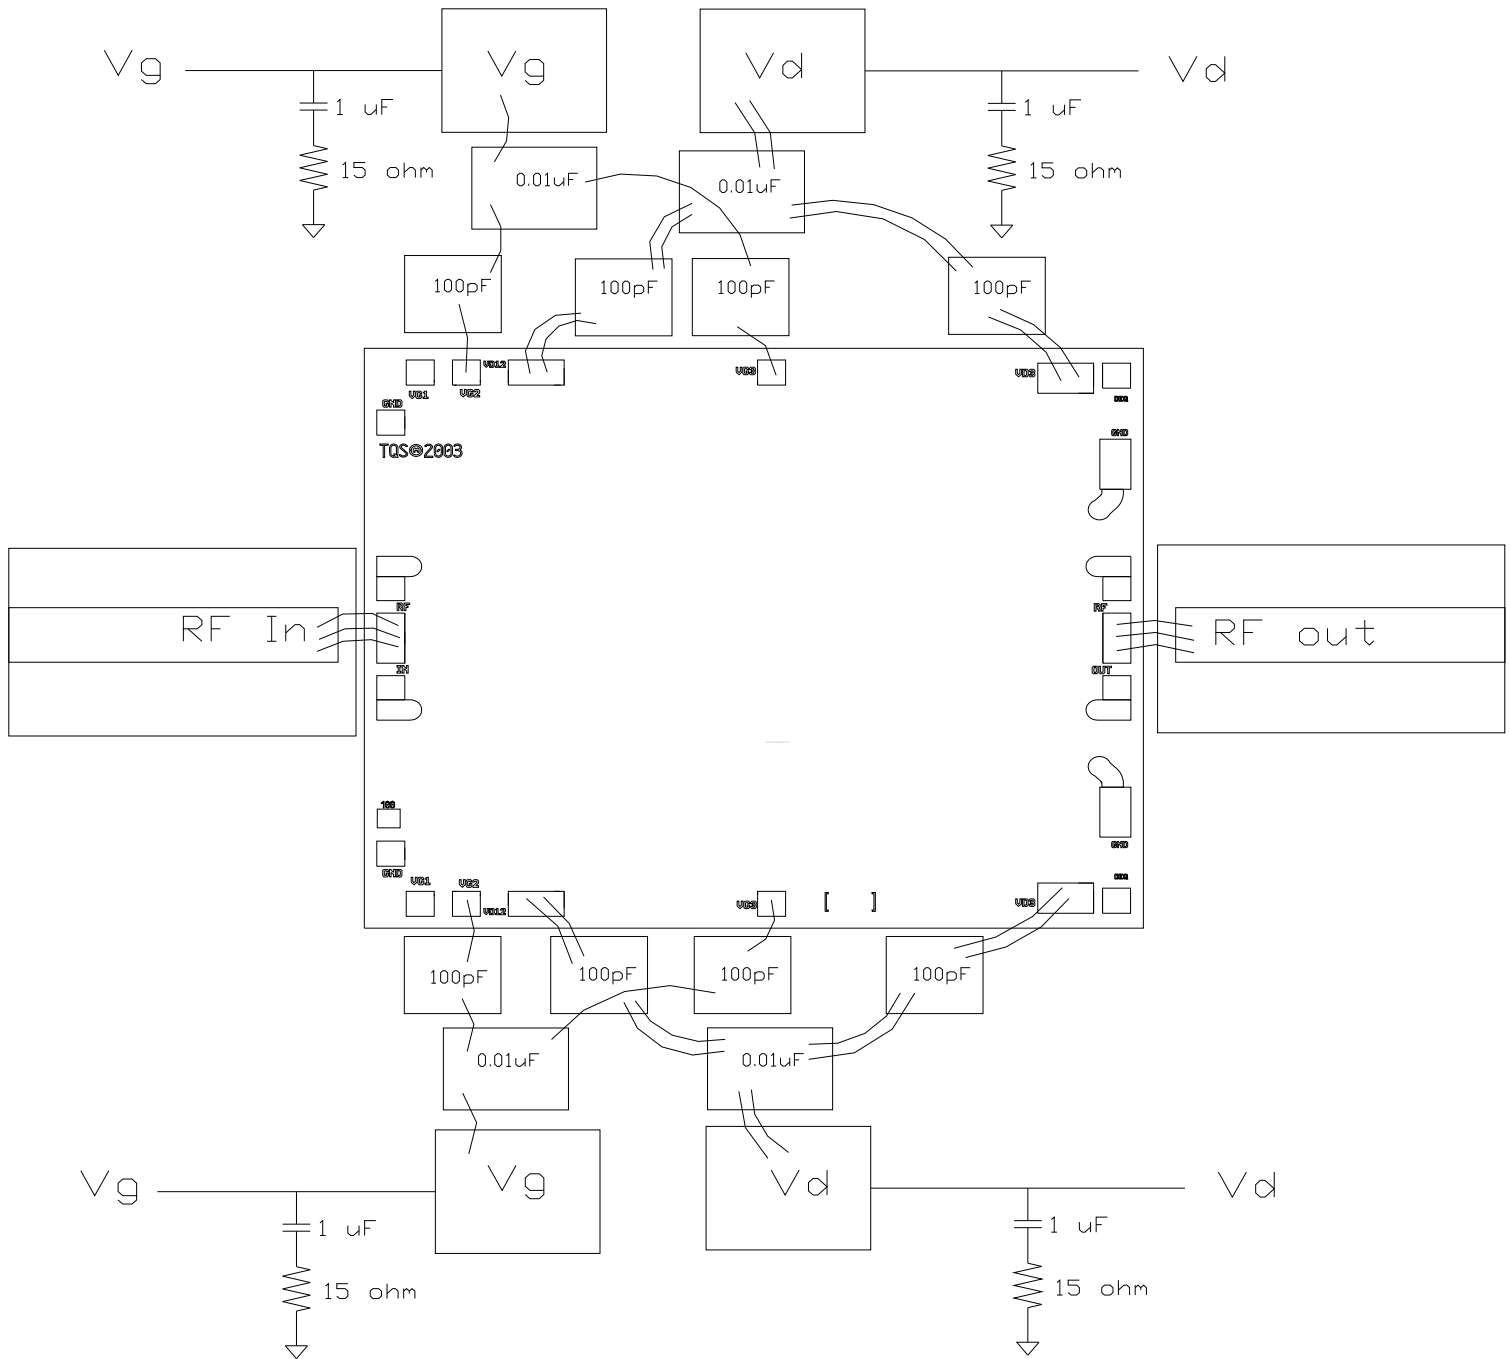 Vg Vg Vd Vd
1 uF 1 uF
15 ohm 0.01uF 0.01uF 15 ohm
100pF 100pF 100pF 100pF
VD12 VG3 VD3
VG1 VG2
GND
GND
TQS©2003
RF RF
RF In RF out
IN OUT
100
GND
GND
VG1 VG2
VD12 VG3 [ ] VD3
100pF 100pF 100pF 100pF
0.01uF 0.01uF
Vg Vg Vd Vd
1 uF 1 uF
15 ohm 15 ohm